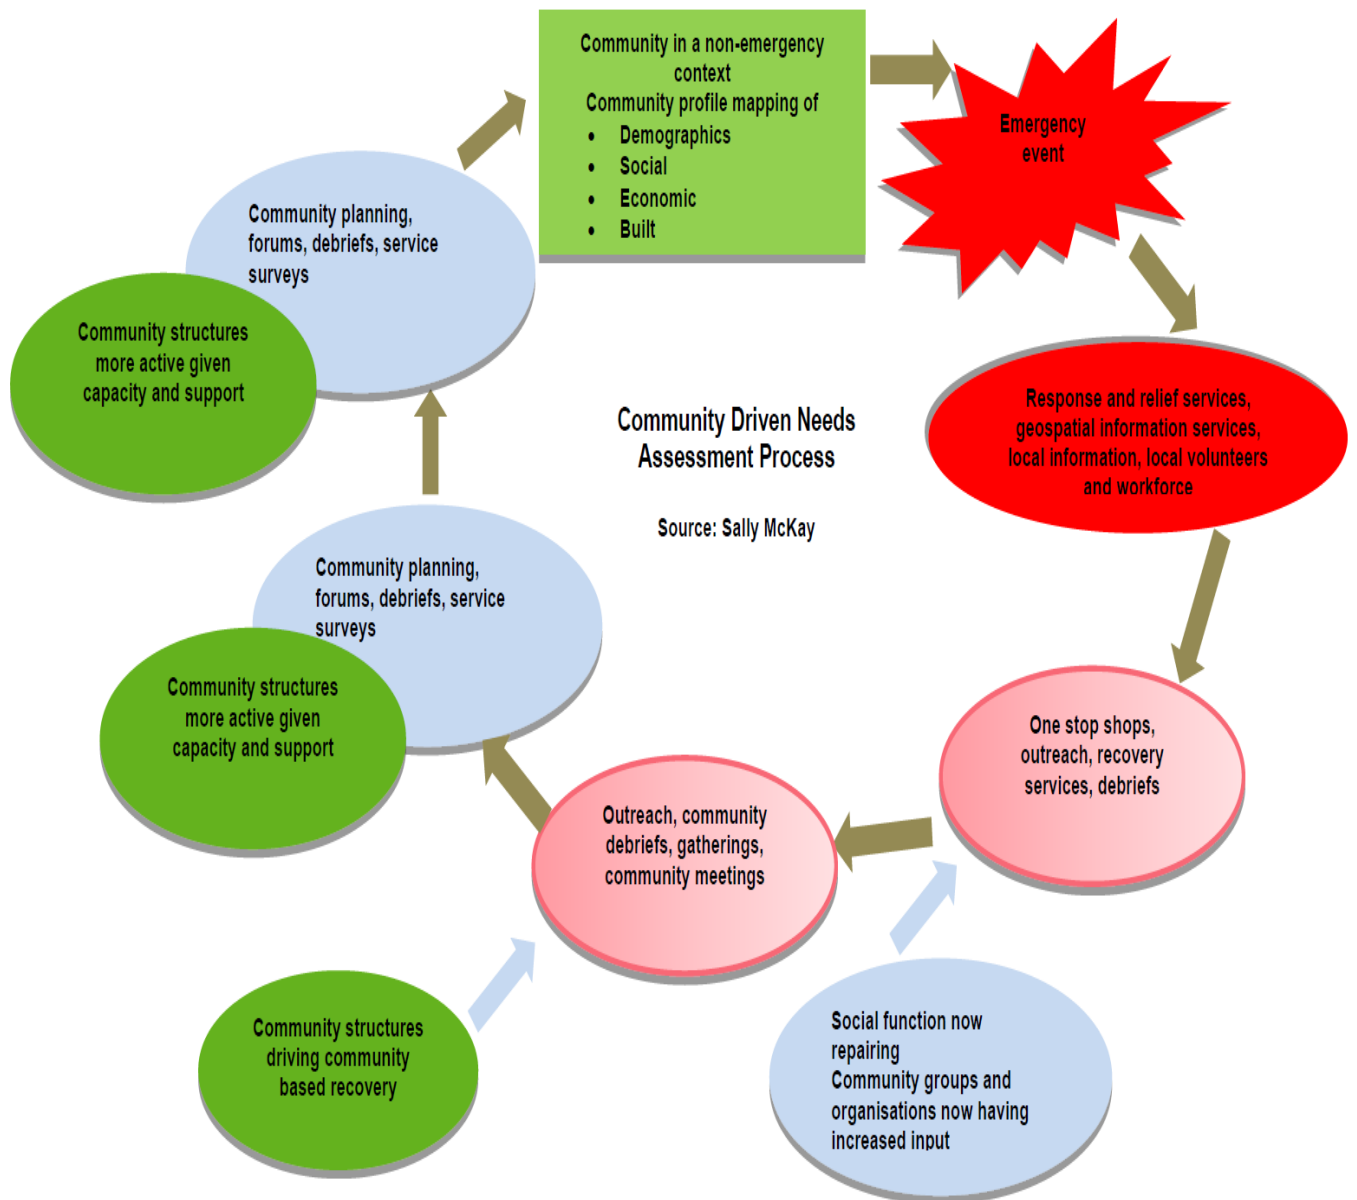 Community in a non-emergency
context
Community profile mapping of
• Demographics
• Social
• Economic
• Built
Emergency
event
Community planning,
forums, debriefs, service
surveys
Community structures
more active given
capacity and support
Community Driven Needs
Assessment Process
Source: Sally McKay
Response and relief services,
geospatial information services,
local information, local volunteers
and workforce
Community planning,
forums, debriefs, service
surveys
Community structures
more active given
capacity and support
One stop shops,
outreach, recovery
services, debriefs
Outreach, community
debriefs, gatherings,
community meetings
Community structures
driving community
based recovery
Social function now
repairing
Community groups and
organisations now having
increased input